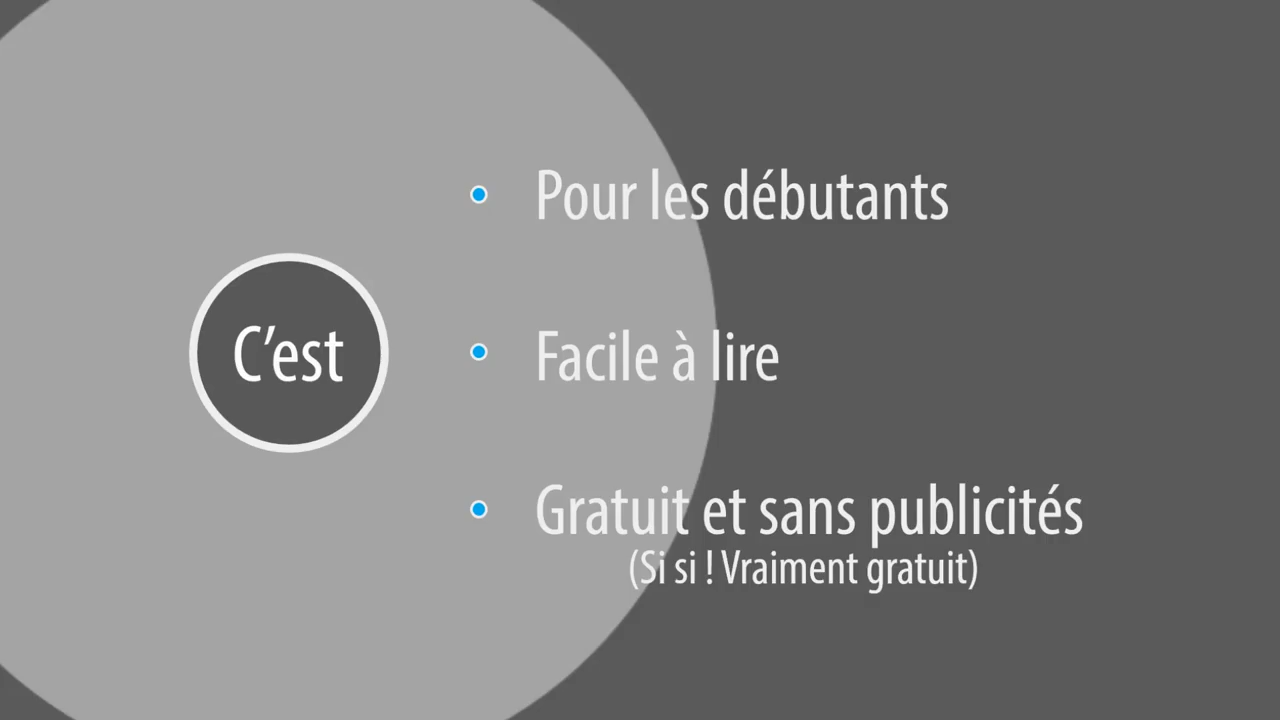 C’est
Pour les débutants
Facile à lire
Gratuit et sans publicités
(Si si ! Vraiment gratuit)